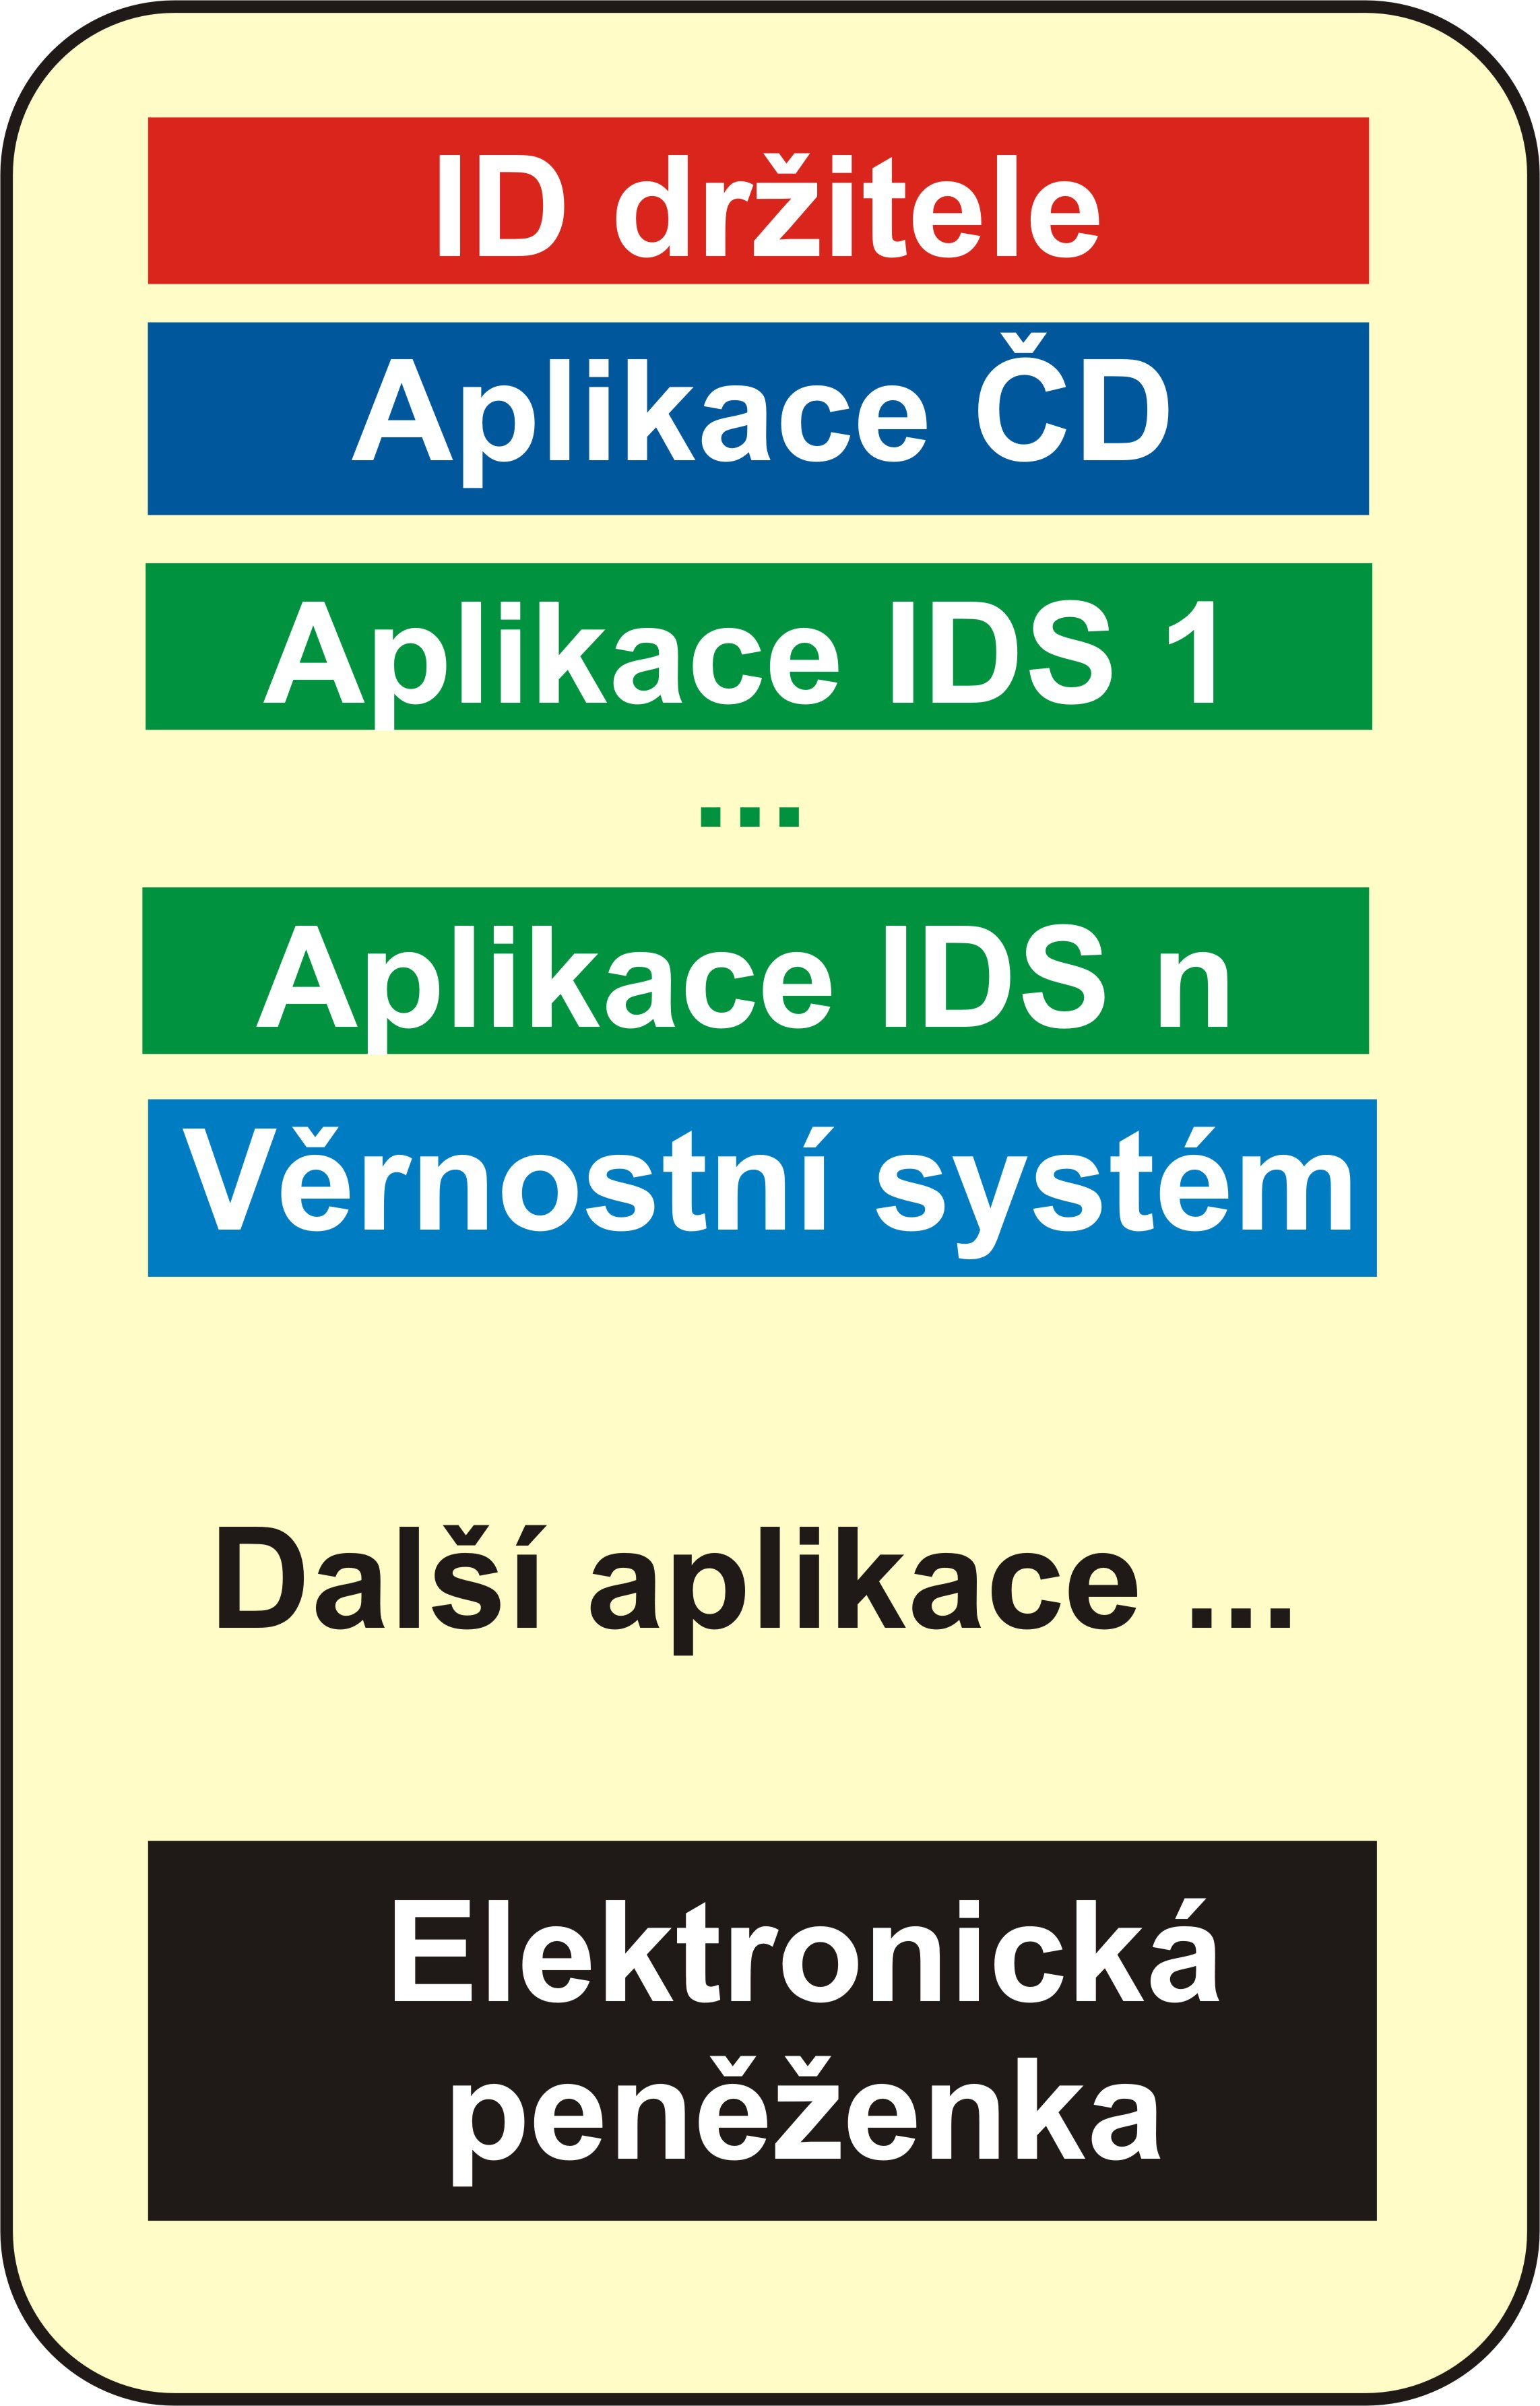 ID držitele
Aplikace ČD
Aplikace IDS 1
...
Aplikace IDS n
Věrnostní systém
Další aplikace ...
Elektronická
peněženka